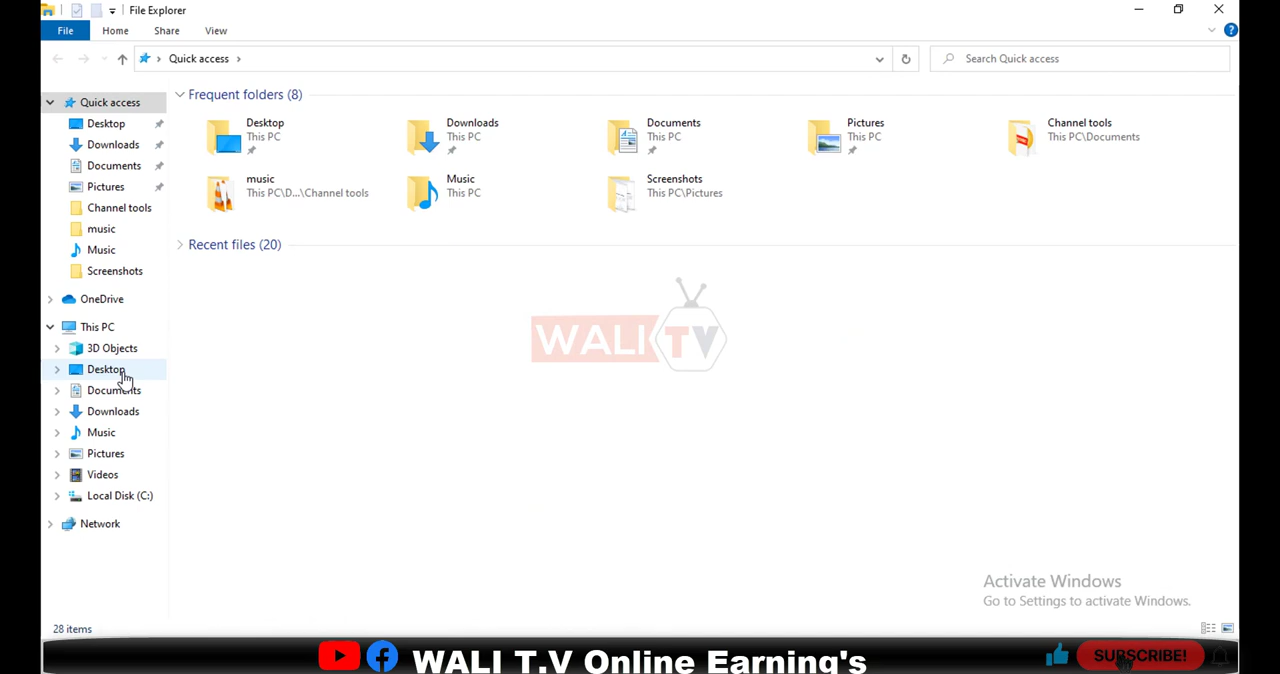 File Explorer
File Home Share View
Quick access
Search Quick access
Quick access
Desktop
Downloads
Documents
Pictures
Channel tools
music
Music
Screenshots
OneDrive
This PC
3D Objects
Desktop
Documents
Downloads
Music
Pictures
Videos
Local Disk (C:)
Network
Frequent folders (8)
Desktop
This PC
Downloads
This PC
Documents
This PC
Pictures
This PC
Channel tools
This PC\Documents
music
This PC\D...\Channel tools
Music
This PC
Screenshots
This PC\Pictures
Recent files (20)
WALI TV
Activate Windows
Go to Settings to activate Windows.
28 items
WALI T.V Online Earning's
SUBSCRIBE!